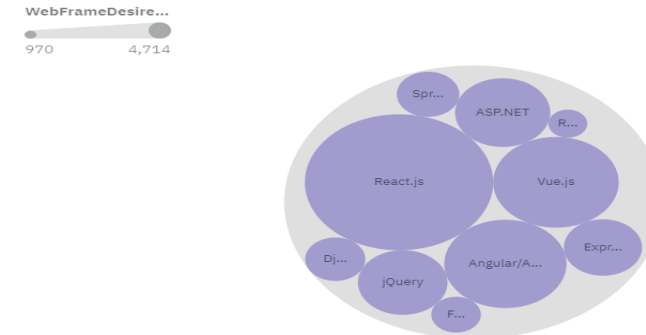 WebFrameDesire...
970 4,714
Spr...
ASP.NET
R...
React.js
Vue.js
Expr...
Dj...
Angular/A...
jQuery
F...